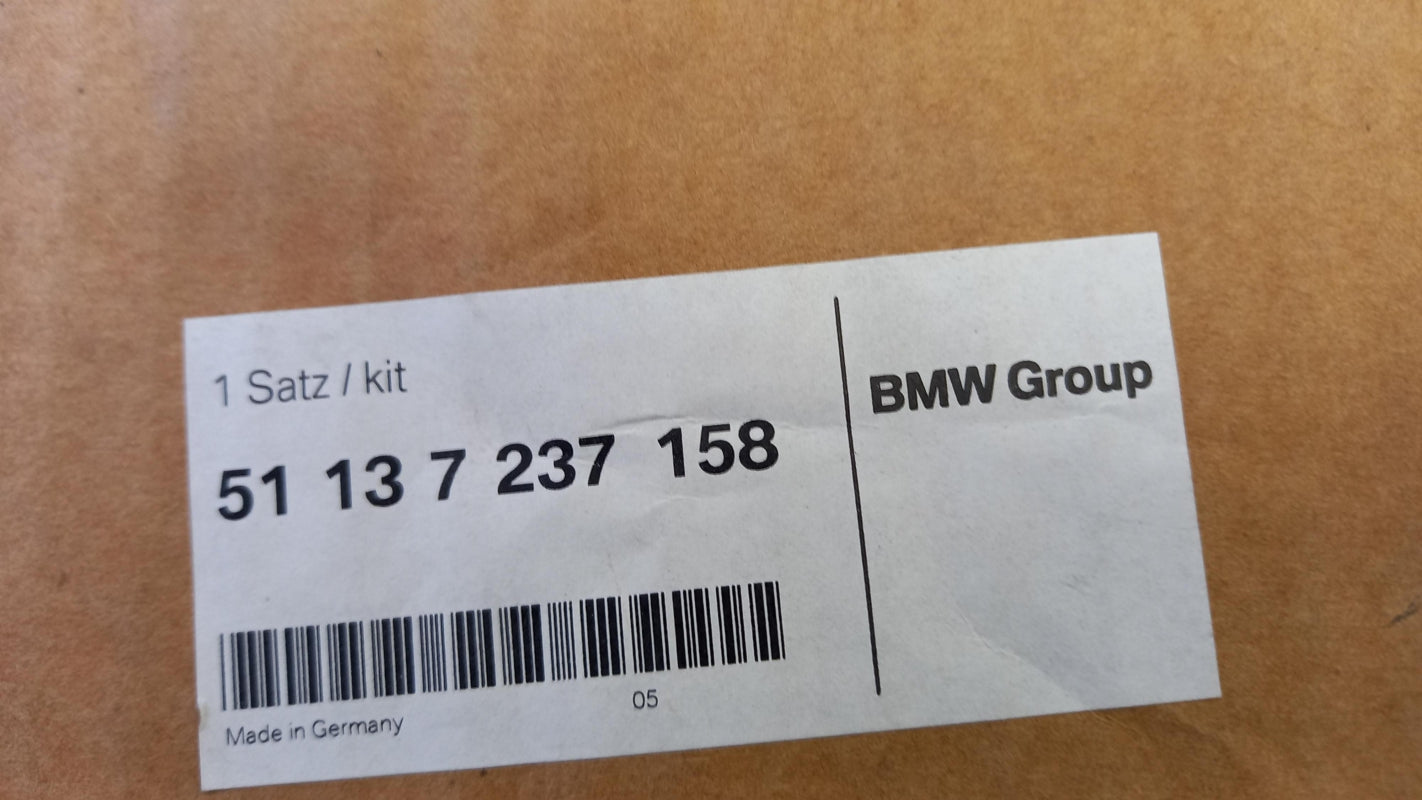 1 Satz / kit
BMW Group
51 13 7 237 158
05
Made in Germany